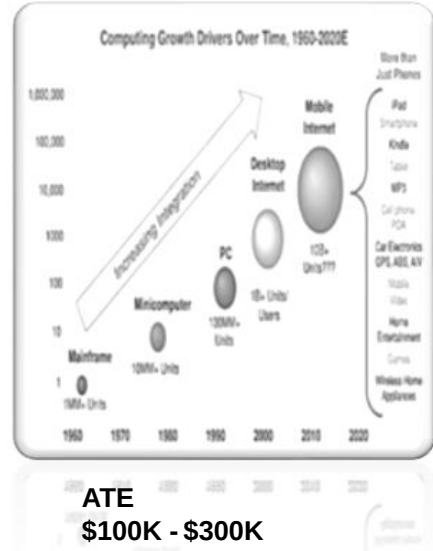 Computing Growth Drivers Over Time, 1960-2020E
More than
Just Phones
1,000,000
100,000
10,000
1000
100
10
1
Increasing Integration
Mainframe
1MM+ Units
Minicomputer
10MM+ Units
PC
100MM+
Units
Desktop
Internet
1B+ Units/
Users
Mobile
Internet
10B+
Units???
iPad
Smartphone
Kindle
Tablet
MP3
Cell phone
PDA
Car Electronics
GPS, ABS, A/V
Mobile
Video
Home
Entertainment
Games
Wireless Home
Appliances
1960 1970 1980 1990 2000 2010 2020
ATE
$100K - $300K